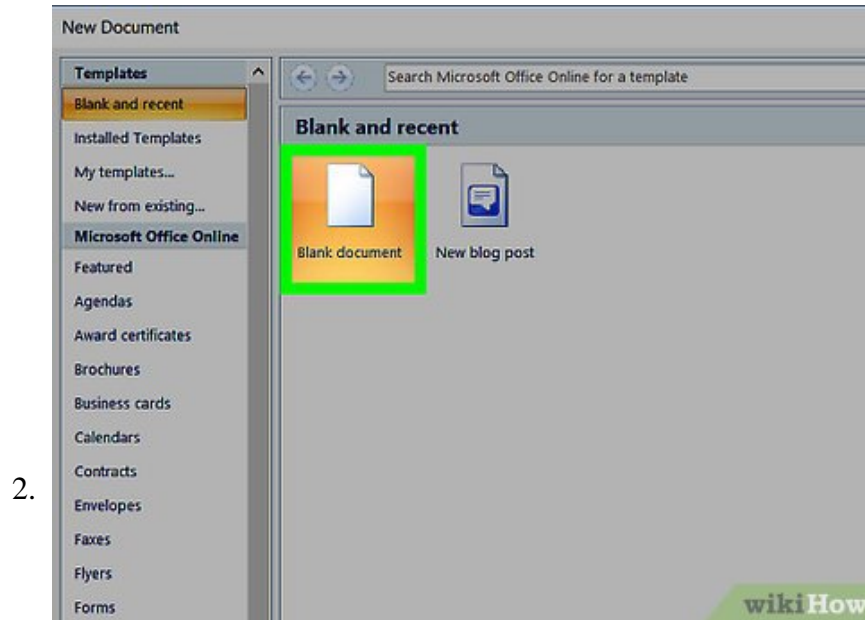 New Document
Templates
Blank and recent
Installed Templates
My templates...
New from existing...
Microsoft Office Online
Featured
Agendas
Award certificates
Brochures
Business cards
Calendars
Contracts
Envelopes
Faxes
Flyers
Forms
Search Microsoft Office Online for a template
Blank and recent
Blank document
New blog post
2.
wikiHow